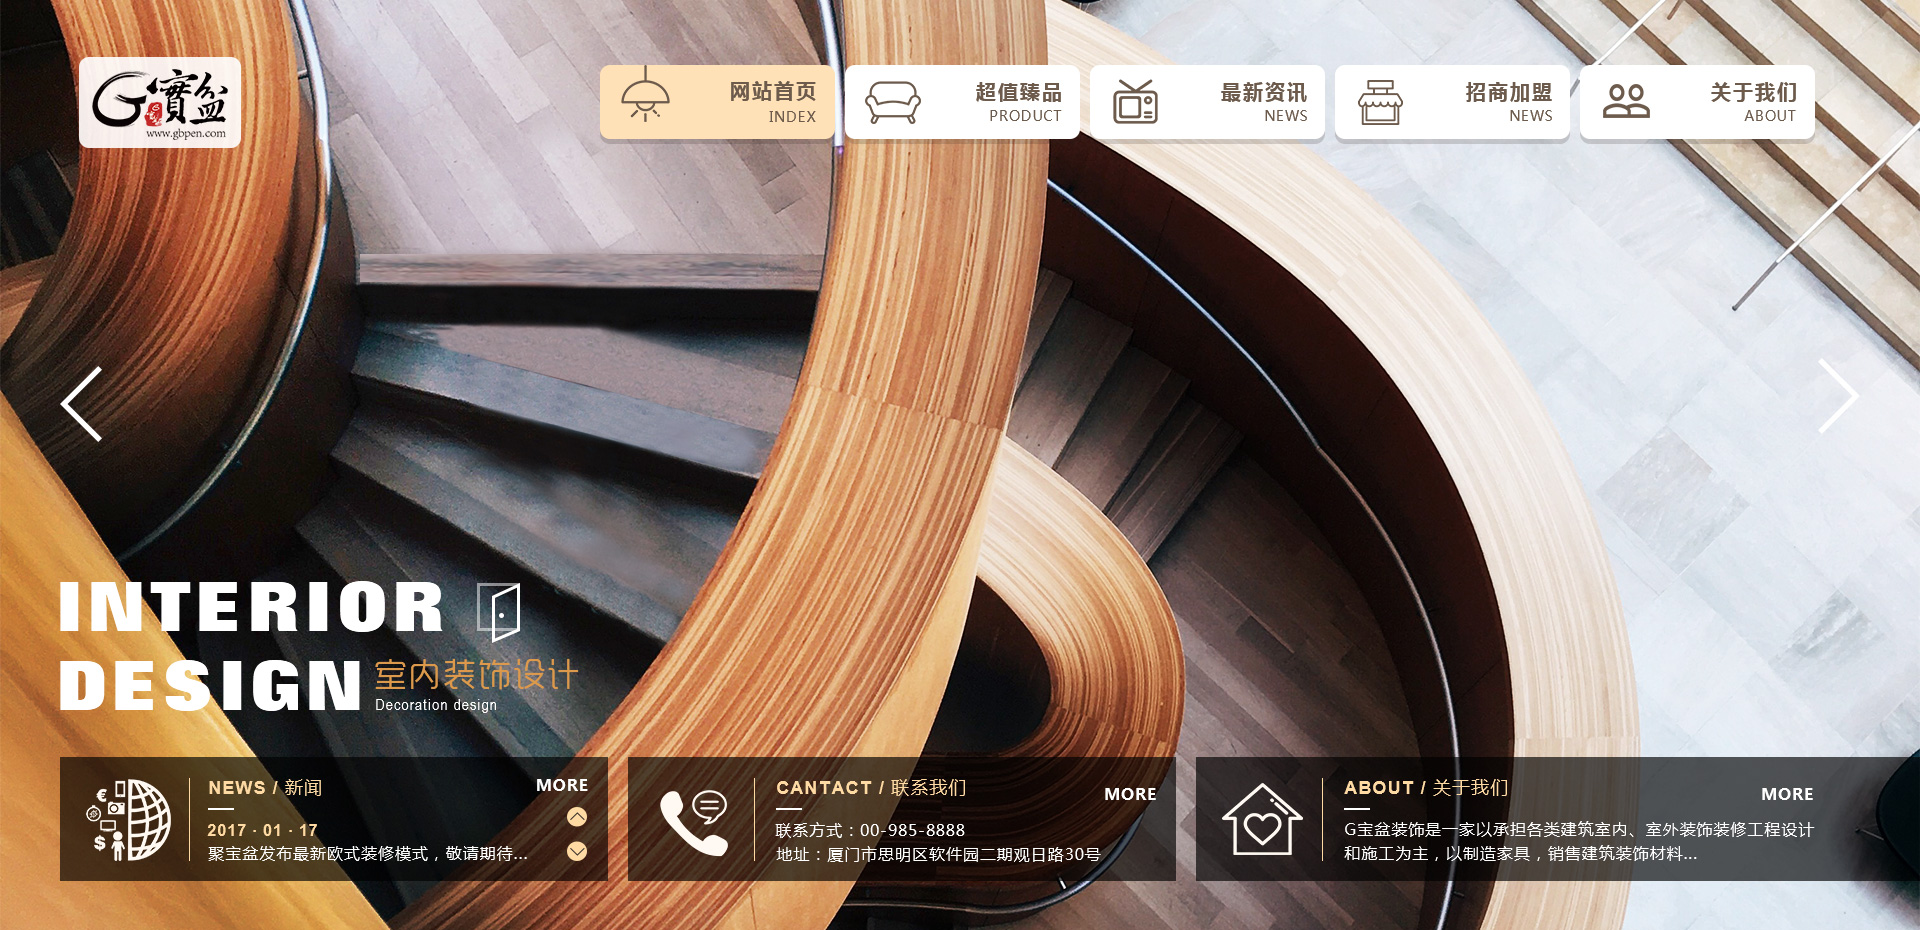 G寶盆
www.gbpen.com
网站首页
INDEX
超值臻品
PRODUCT
最新资讯
NEWS
招商加盟
NEWS
关于我们
ABOUT
INTERIOR
DESIGN
室内装饰设计
Decoration design
NEWS / 新闻
MORE
2017 · 01 · 17
聚宝盆发布最新欧式装修模式，敬请期待...
CANTACT / 联系我们
MORE
联系方式：00-985-8888
地址：厦门市思明区软件园二期观日路30号
ABOUT / 关于我们
MORE
G宝盆装饰是一家以承担各类建筑室内、室外装饰装修工程设计
和施工为主，以制造家具，销售建筑装饰材料...